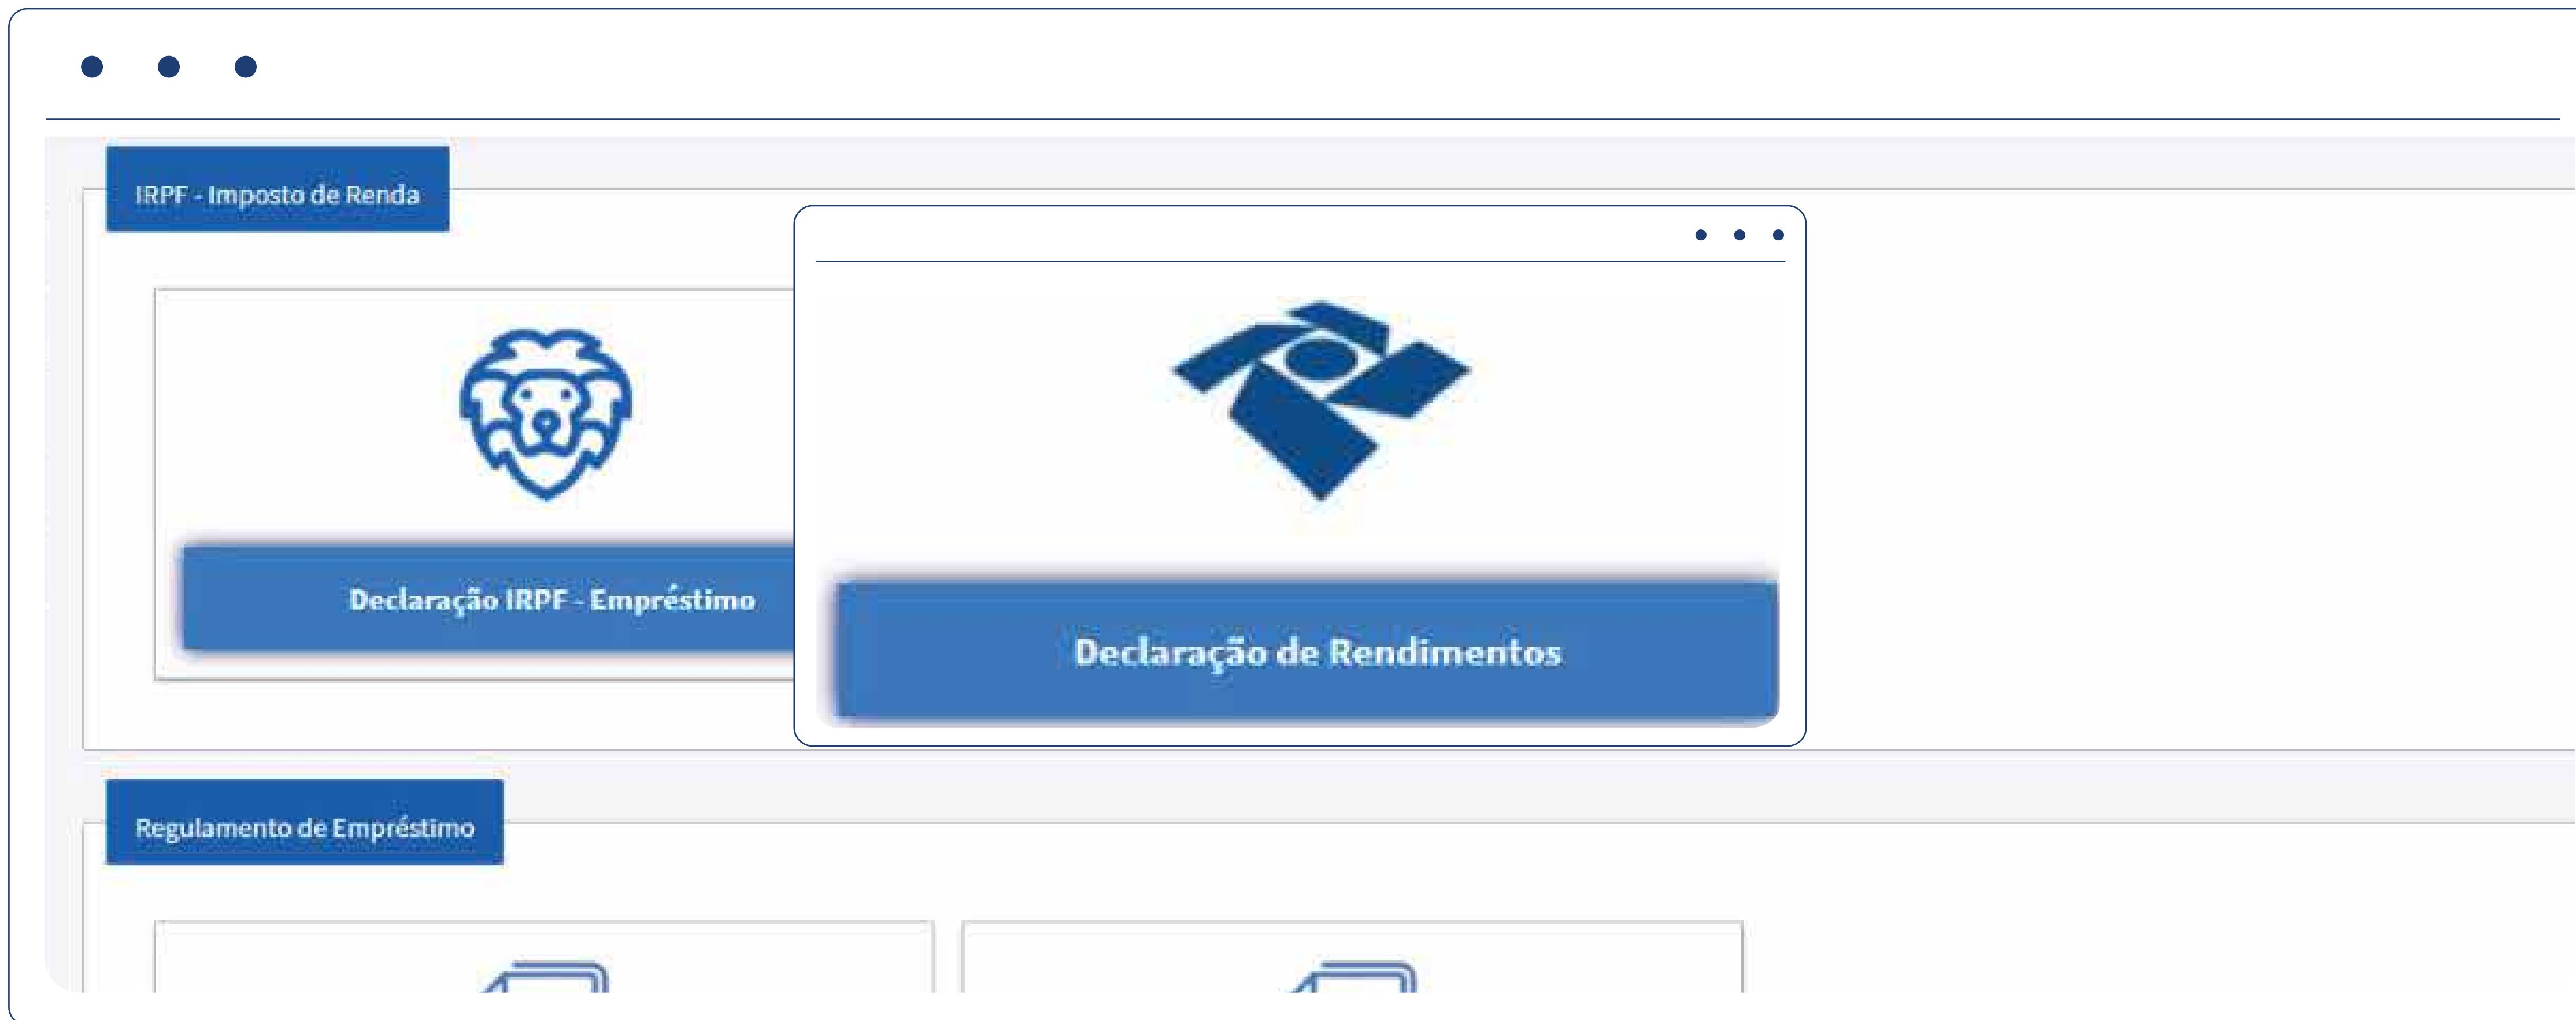 IRPF - Imposto de Renda
Declaração IRPF - Empréstimo
Declaração de Rendimentos
Regulamento de Empréstimo